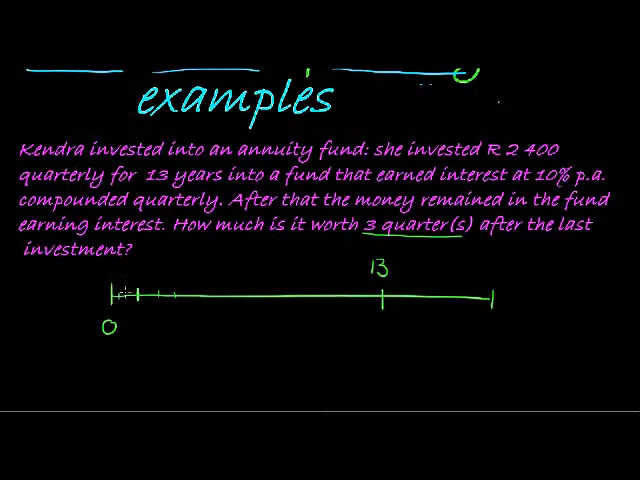 examples
Kendra invested into an annuity fund: she invested R 2 400
quarterly for 13 years into a fund that earned interest at 10% p.a.
compounded quarterly. After that the money remained in the fund
earning interest. How much is it worth 3 quarter(s) after the last
investment?
13
0